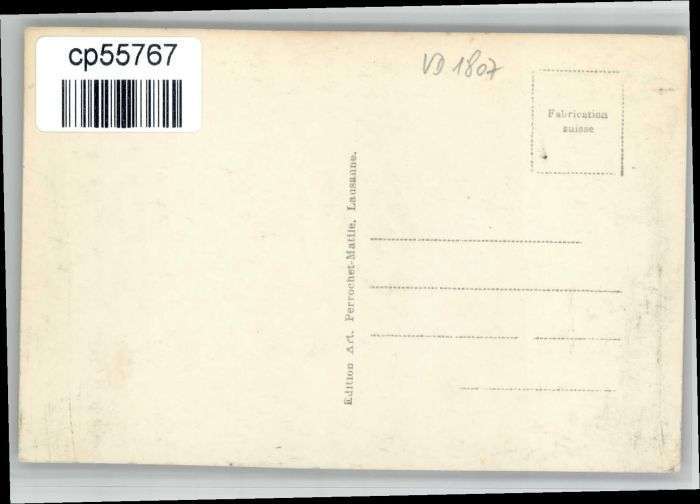 cp55767
VD 1807
Fabrication
suisse
Edition Art. Perrochet-Matile, Lausanne.